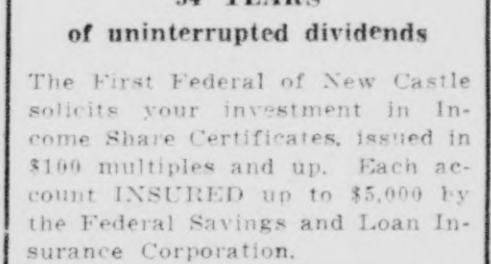 54 YEARS
of uninterrupted dividends
The First Federal of New Castle
solicits your investment in In-
come Share Certificates, issued in
$100 multiples and up. Each ac-
count INSURED up to $5,000 by
the Federal Savings and Loan In-
surance Corporation.